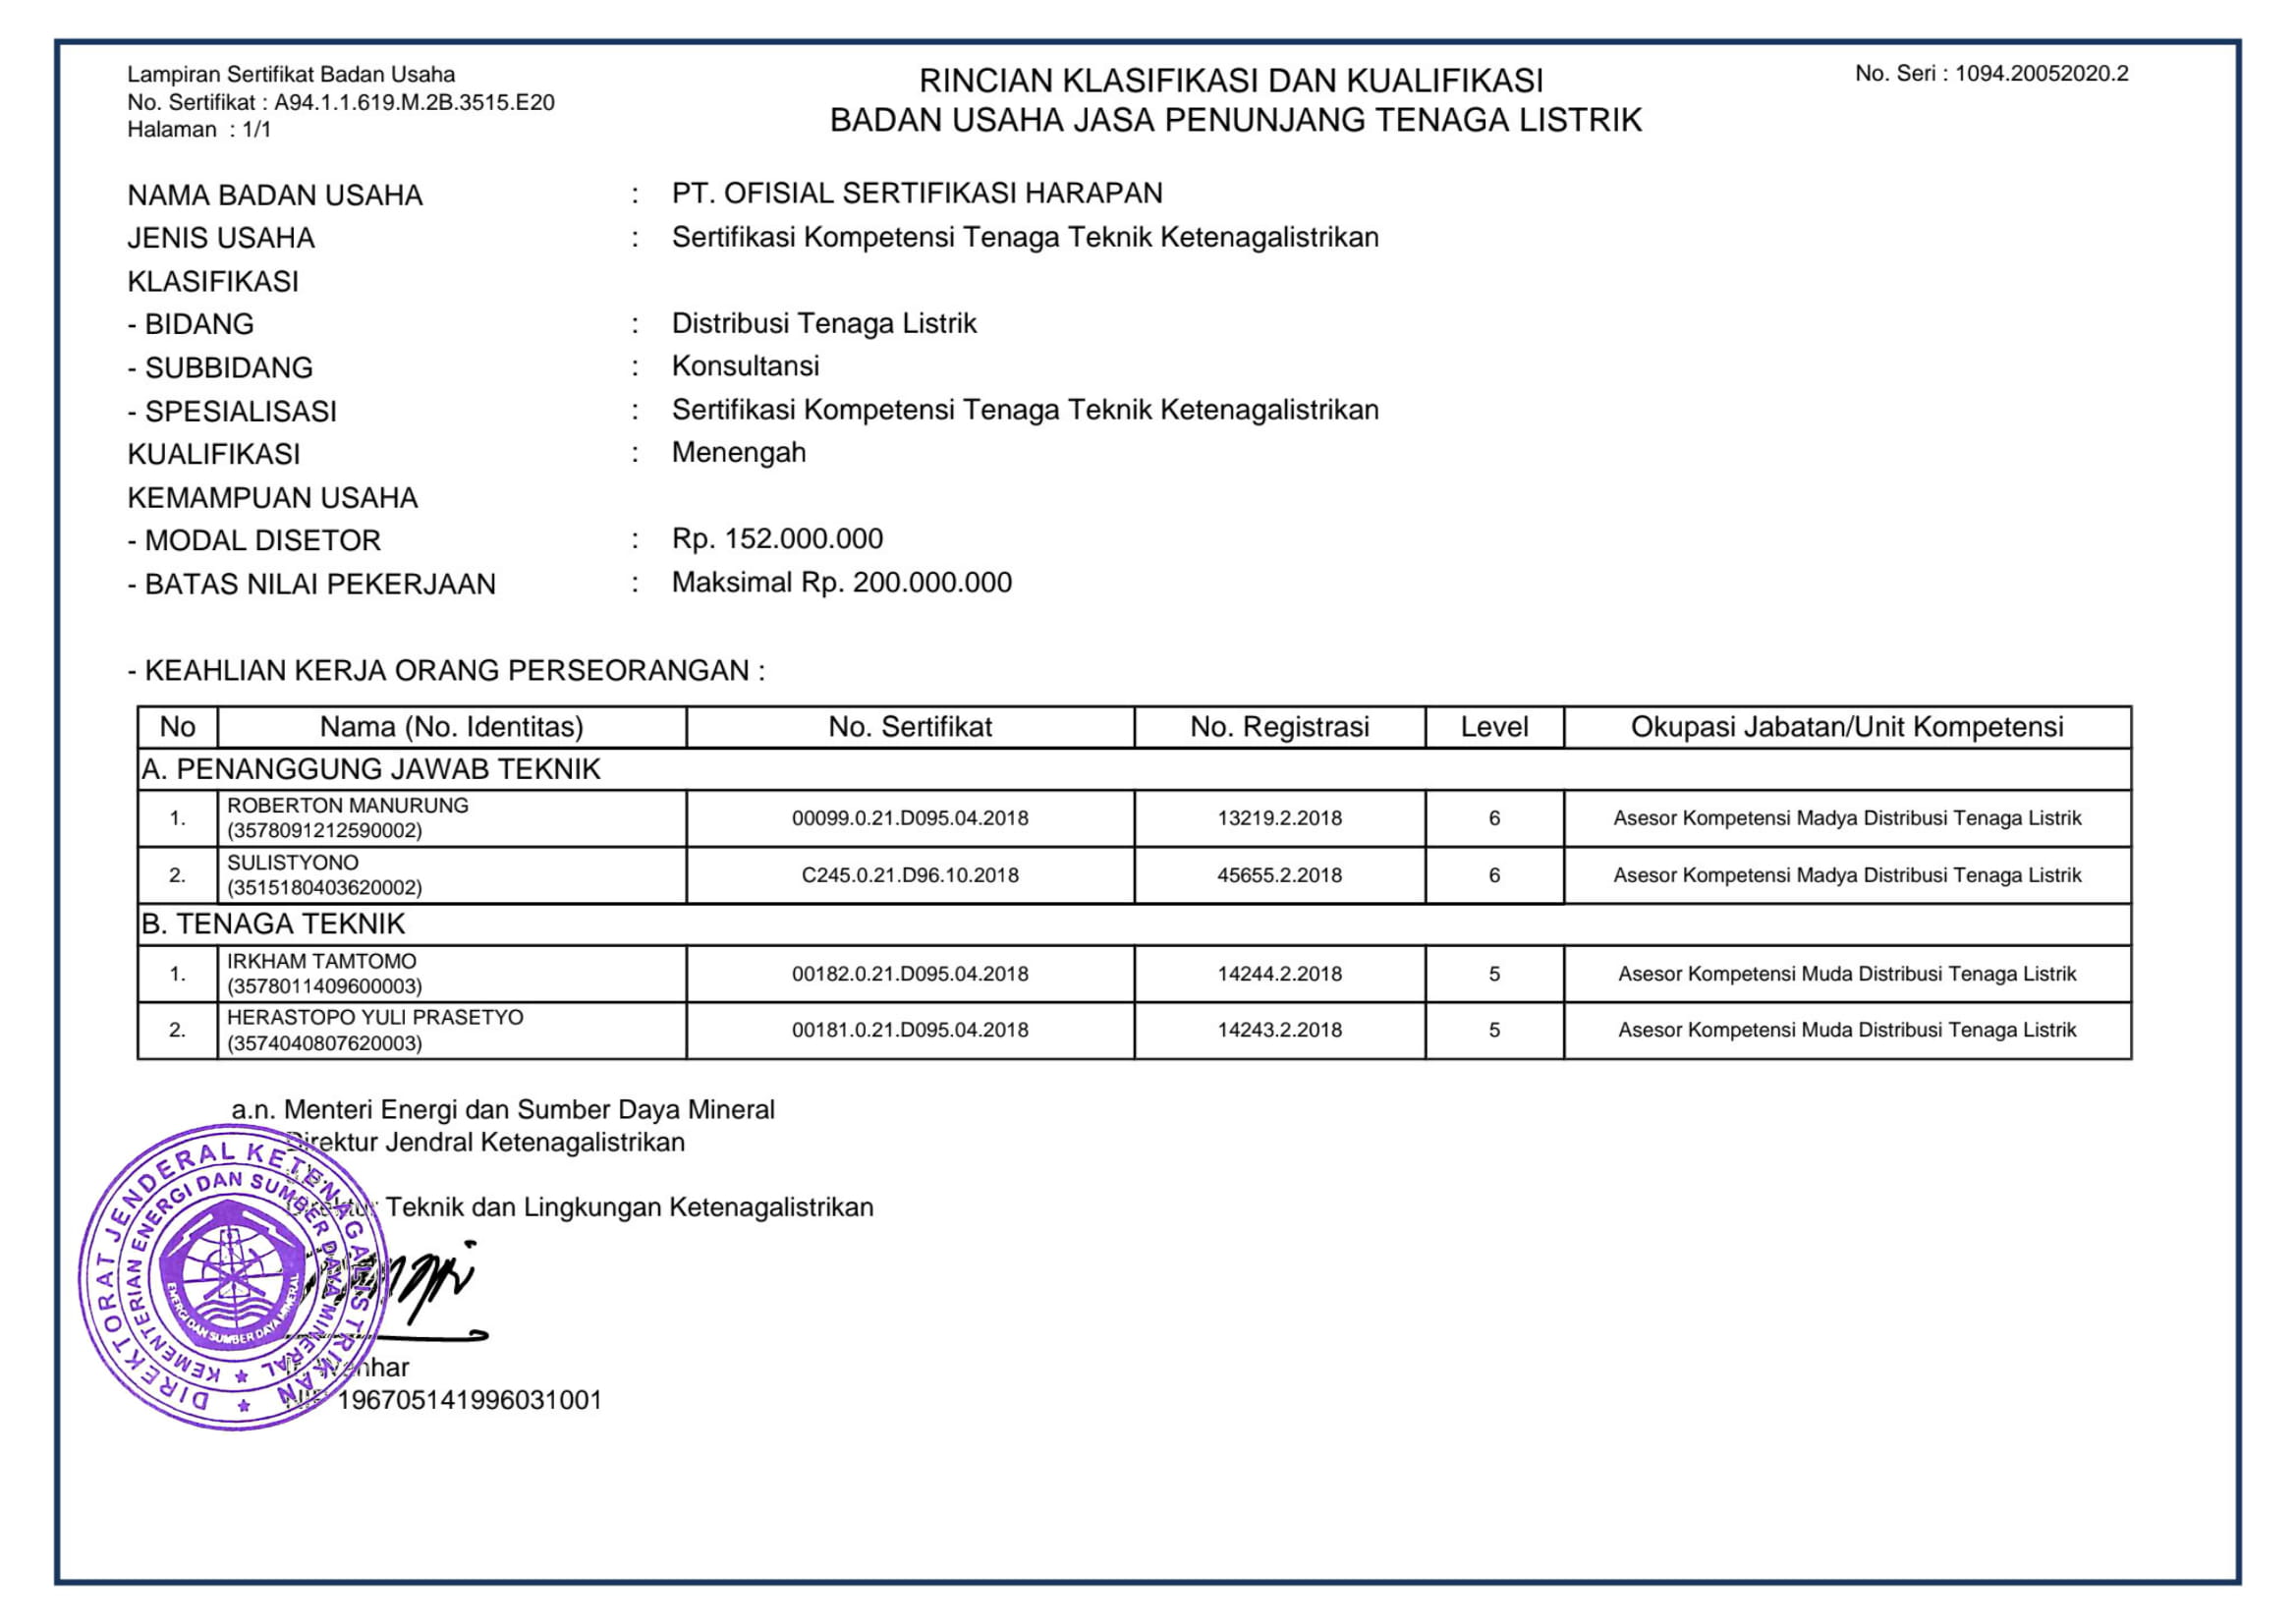 Lampiran Sertifikat Badan Usaha
No. Sertifikat : A94.1.1.619.M.2B.3515.E20
Halaman : 1/1
RINCIAN KLASIFIKASI DAN KUALIFIKASI
BADAN USAHA JASA PENUNJANG TENAGA LISTRIK
No. Seri : 1094.20052020.2
NAMA BADAN USAHA : PT. OFISIAL SERTIFIKASI HARAPAN
JENIS USAHA : Sertifikasi Kompetensi Tenaga Teknik Ketenagalistrikan
KLASIFIKASI
- BIDANG : Distribusi Tenaga Listrik
- SUBBIDANG : Konsultansi
- SPESIALISASI : Sertifikasi Kompetensi Tenaga Teknik Ketenagalistrikan
KUALIFIKASI : Menengah
KEMAMPUAN USAHA
- MODAL DISETOR : Rp. 152.000.000
- BATAS NILAI PEKERJAAN : Maksimal Rp. 200.000.000
- KEAHLIAN KERJA ORANG PERSEORANGAN :
No Nama (No. Identitas) No. Sertifikat No. Registrasi Level Okupasi Jabatan/Unit Kompetensi
A. PENANGGUNG JAWAB TEKNIK
1. ROBERTON MANURUNG
(3578091212590002) 00099.0.21.D095.04.2018 13219.2.2018 6 Asesor Kompetensi Madya Distribusi Tenaga Listrik
2. SULISTYONO
(3515180403620002) C245.0.21.D96.10.2018 45655.2.2018 6 Asesor Kompetensi Madya Distribusi Tenaga Listrik
B. TENAGA TEKNIK
1. IRKHAM TAMTOMO
(3578011409600003) 00182.0.21.D095.04.2018 14244.2.2018 5 Asesor Kompetensi Muda Distribusi Tenaga Listrik
2. HERASTOPO YULI PRASETYO
(3574040807620003) 00181.0.21.D095.04.2018 14243.2.2018 5 Asesor Kompetensi Muda Distribusi Tenaga Listrik
a.n. Menteri Energi dan Sumber Daya Mineral
Direktur Jendral Ketenagalistrikan
Direktur Teknik dan Lingkungan Ketenagalistrikan
NIP 196705141996031001
DIREKTORAT JENDERAL KETENAGALISTRIKAN
KEMENTERIAN ENERGI DAN SUMBER DAYA MINERAL
ENERGI DAN SUMBER DAYA MINERAL